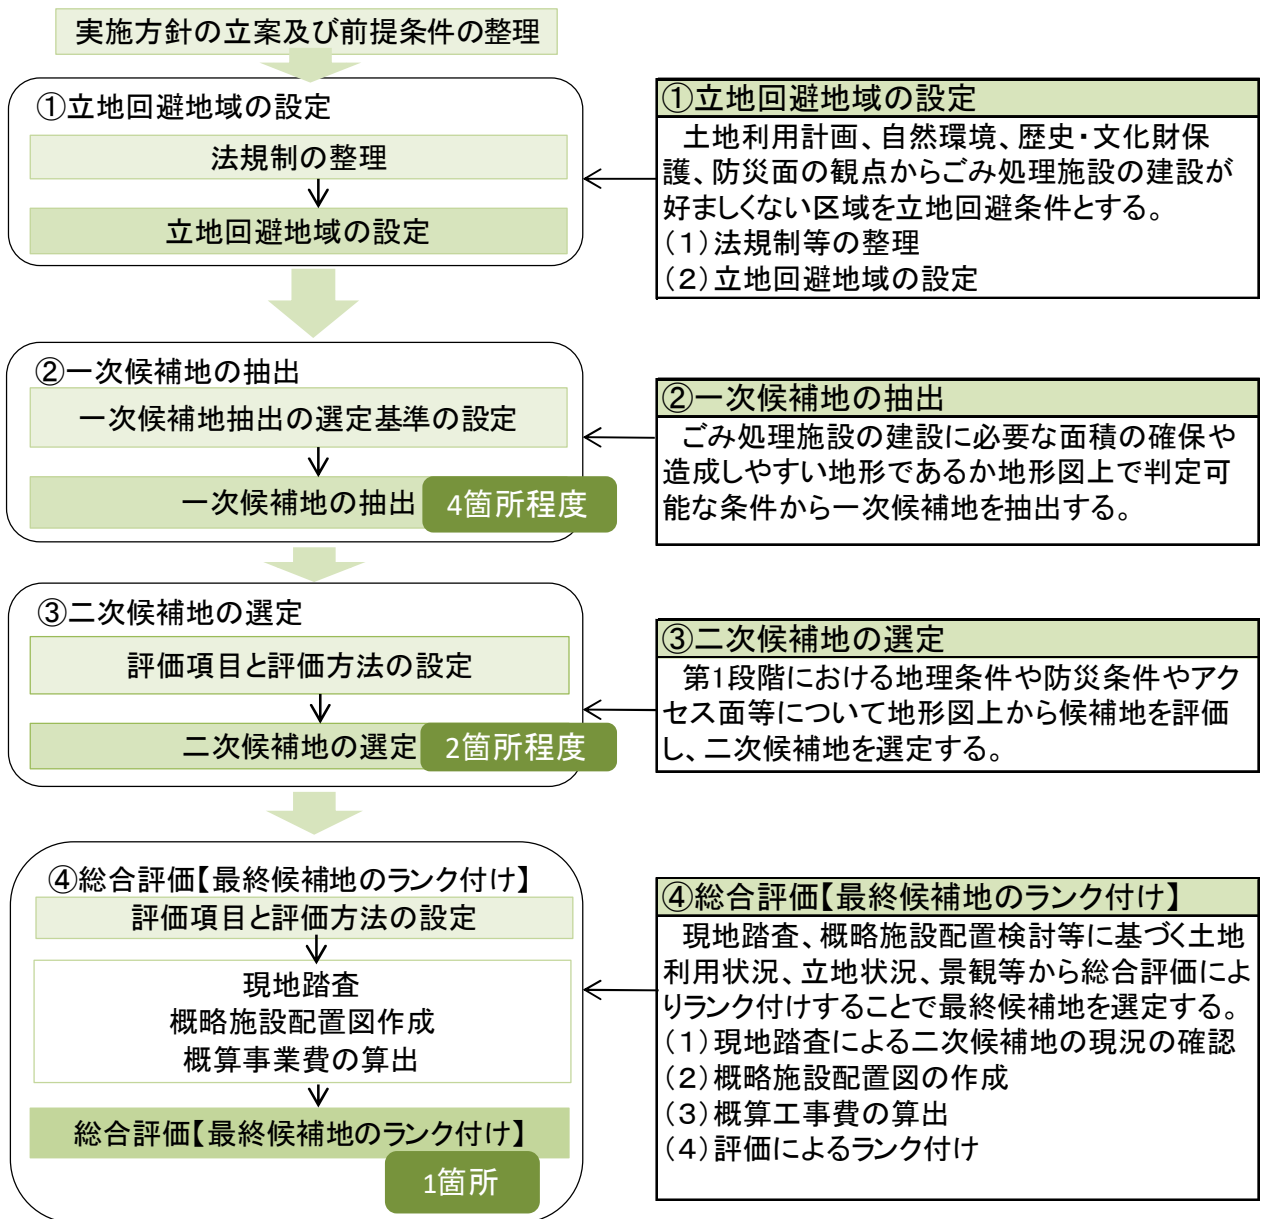 実施方針の立案及び前提条件の整理
①立地回避地域の設定
法規制の整理
立地回避地域の設定
①立地回避地域の設定
土地利用計画、自然環境、歴史・文化財保
護、防災面の観点からごみ処理施設の建設が
好ましくない区域を立地回避条件とする。
(1)法規制等の整理
(2)立地回避地域の設定
②一次候補地の抽出
一次候補地抽出の選定基準の設定
一次候補地の抽出
4箇所程度
②一次候補地の抽出
ごみ処理施設の建設に必要な面積の確保や
造成しやすい地形であるか地形図上で判定可
能な条件から一次候補地を抽出する。
③二次候補地の選定
評価項目と評価方法の設定
二次候補地の選定
2箇所程度
③二次候補地の選定
第1段階における地理条件や防災条件やアク
セス面等について地形図上から候補地を評価
し、二次候補地を選定する。
④総合評価【最終候補地のランク付け】
評価項目と評価方法の設定
現地踏査
概略施設配置図作成
概算事業費の算出
総合評価【最終候補地のランク付け】
1箇所
④総合評価【最終候補地のランク付け】
現地踏査、概略施設配置検討等に基づく土地
利用状況、立地状況、景観等から総合評価によ
りランク付けすることで最終候補地を選定する。
(1)現地踏査による二次候補地の現況の確認
(2)概略施設配置図の作成
(3)概算工事費の算出
(4)評価によるランク付け